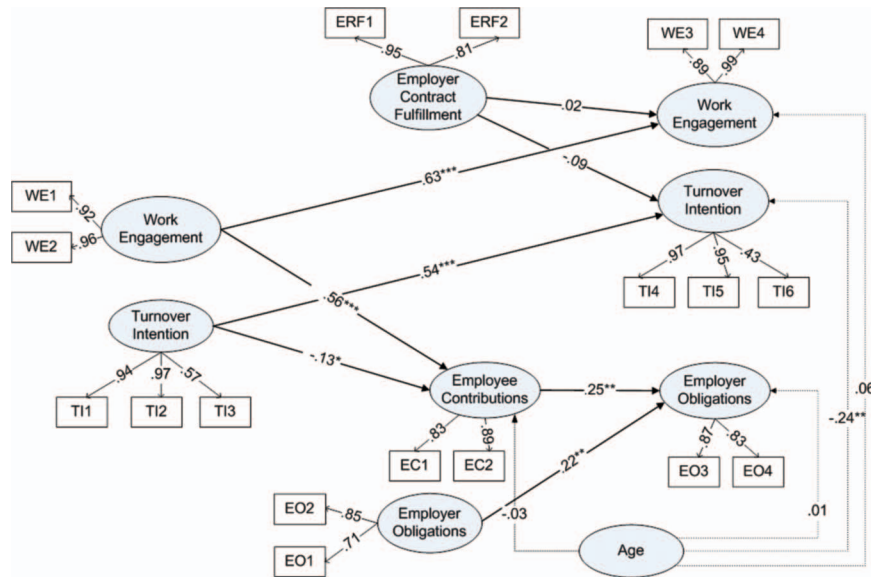 ERF1
ERF2
.95
.81
WE3
WE4
.89
.99
Employer
Contract
Fulfillment
.02
Work
Engagement
-.09
.63***
WE1
.92
Work
Engagement
WE2
.96
Turnover
Intention
.54***
.97
.95
.43
TI4
TI5
TI6
.56***
Turnover
Intention
-.13*
.94
.97
.57
TI1
TI2
TI3
Employee
Contributions
.25**
Employer
Obligations
.06
-.24**
.83
.89
EC1
EC2
.87
.83
EO3
EO4
.22**
EO2
.85
Employer
Obligations
-.03
.01
EO1
.71
Age